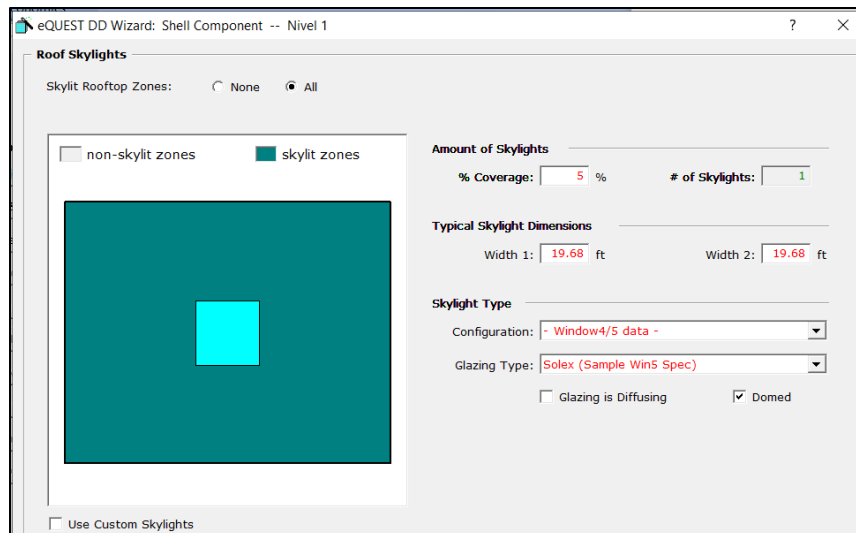 eQUEST DD Wizard: Shell Component -- Nivel 1 ? ×
Roof Skylights
Skylit Rooftop Zones: None All
non-skylit zones skylit zones
Amount of Skylights
% Coverage: 5 % # of Skylights: 1
Typical Skylight Dimensions
Width 1: 19.68 ft Width 2: 19.68 ft
Skylight Type
Configuration: - Window4/5 data -
Glazing Type: Solex (Sample Win5 Spec)
Glazing is Diffusing Domed
Use Custom Skylights